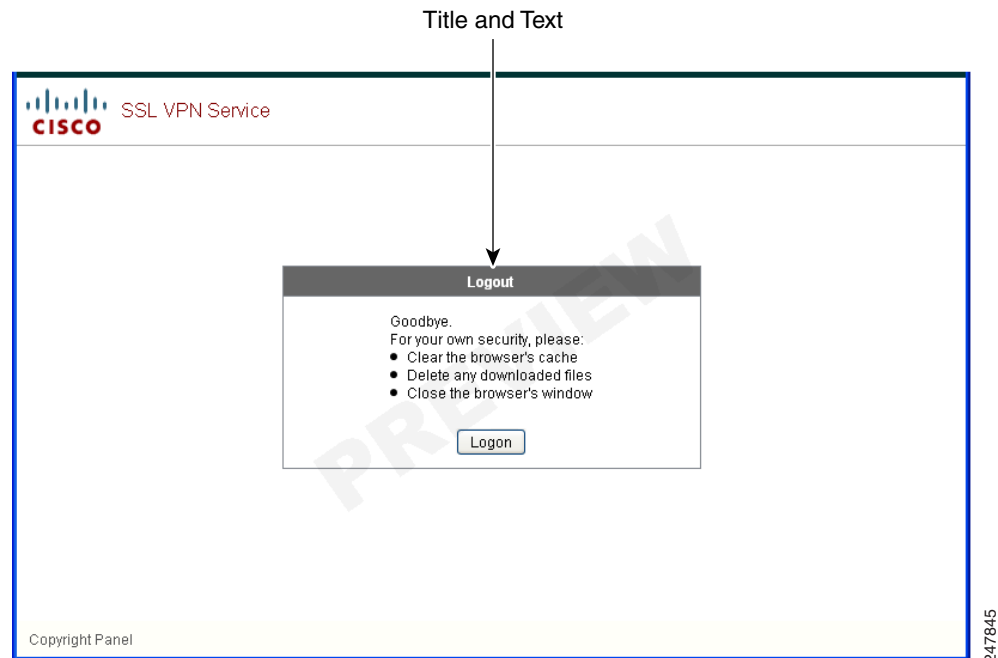 Title and Text
CISCO
SSL VPN Service
PREVIEW
Logout
Goodbye.
For your own security, please:
● Clear the browser's cache
● Delete any downloaded files
● Close the browser's window
Logon
Copyright Panel
247845